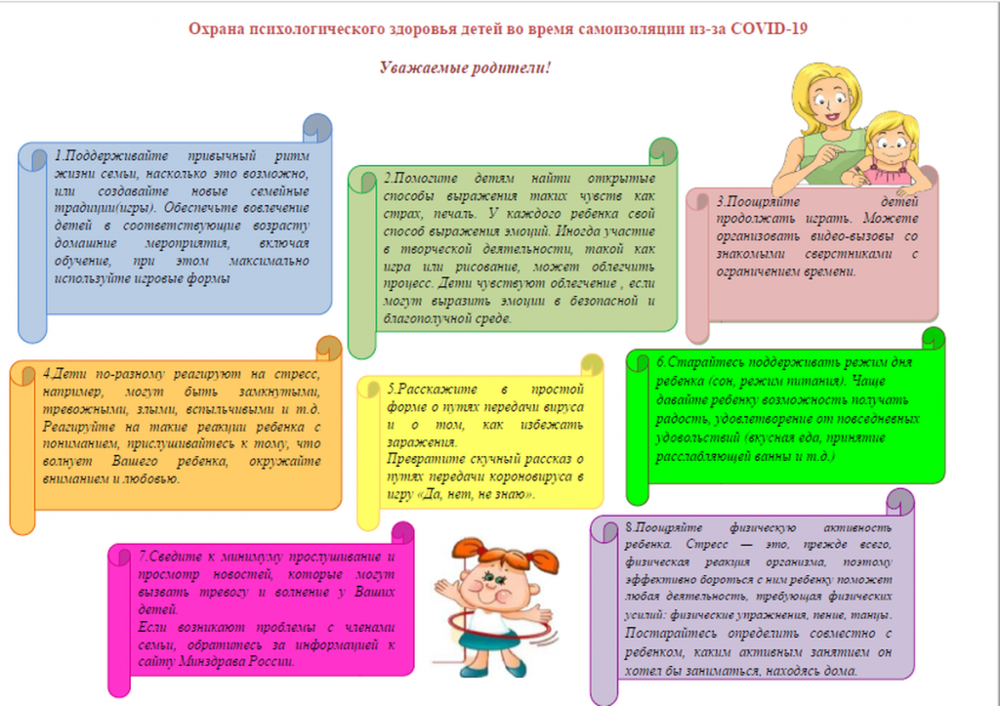 Охрана психологического здоровья детей во время самоизоляции из-за COVID-19
Уважаемые родители!
1.Поддерживайте привычный ритм
жизни семьи, насколько это возможно,
или создавайте новые семейные
традиции(игры). Обеспечьте вовлечение
детей в соответствующие возрасту
домашние мероприятия, включая
обучение, при этом максимально
используйте игровые формы
2.Помогите детям найти открытые
способы выражения таких чувств как
страх, печаль. У каждого ребенка свой
способ выражения эмоций. Иногда участие
в творческой деятельности, такой как
игра или рисование, может облегчить
процесс. Дети чувствуют облегчение , если
могут выразить эмоции в безопасной и
благополучной среде.
3.Поощряйте детей
продолжать играть. Можете
организовать видео-вызовы со
знакомыми сверстниками с
ограничением времени.
4.Дети по-разному реагируют на стресс,
например, могут быть замкнутыми,
тревожными, злыми, вспыльчивыми и т.д.
Реагируйте на такие реакции ребенка с
пониманием, прислушивайтесь к тому, что
волнует Вашего ребенка, окружайте
вниманием и любовью.
5.Расскажите в простой
форме о путях передачи вируса
и о том, как избежать
заражения.
Превратите скучный рассказ о
путях передачи короновируса в
игру «Да, нет, не знаю».
6.Старайтесь поддерживать режим дня
ребенка (сон, режим питания). Чаще
давайте ребенку возможность получать
радость, удовлетворение от повседневных
удовольствий (вкусная еда, принятие
расслабляющей ванны и т.д.)
7.Сведите к минимуму прослушивание и
просмотр новостей, которые могут
вызвать тревогу и волнение у Ваших
детей.
Если возникают проблемы с членами
семьи, обратитесь за информацией к
сайту Минздрава России.
8.Поощряйте физическую активность
ребенка. Стресс — это, прежде всего,
физическая реакция организма, поэтому
эффективно бороться с ним ребенку поможет
любая деятельность, требующая физических
усилий: физические упражнения, пение, танцы.
Постарайтесь определить совместно с
ребенком, каким активным занятием он
хотел бы заниматься, находясь дома.